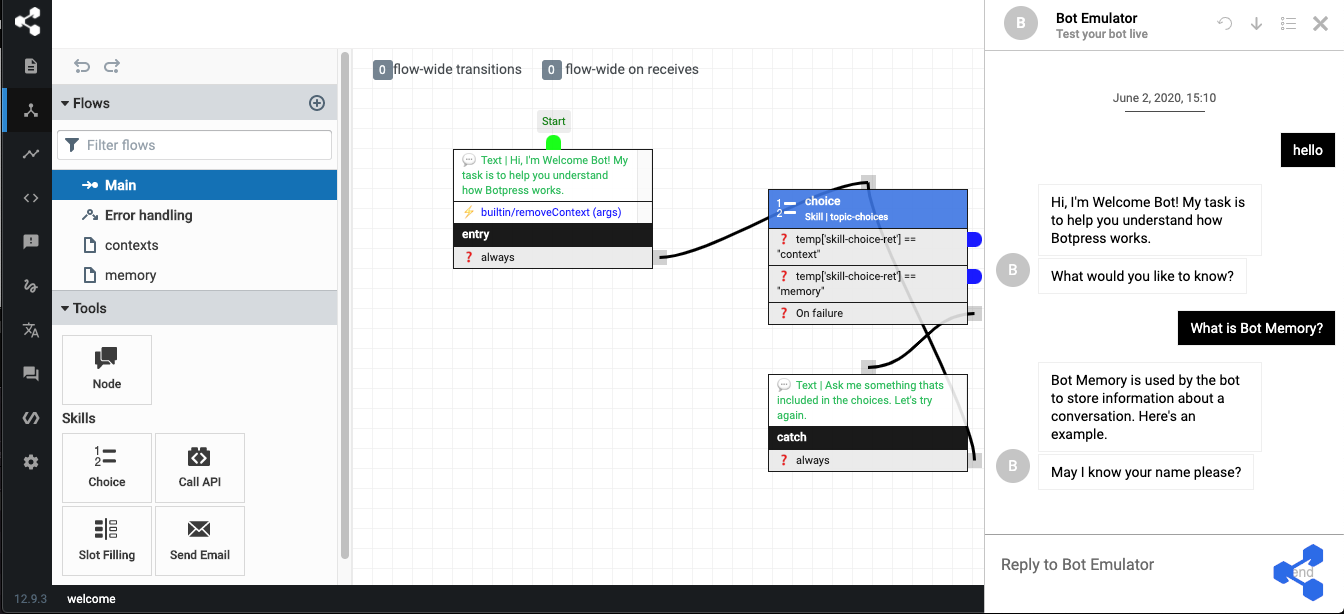 Flows
Filter flows
Main
Error handling
contexts
memory
Tools
Node
Skills
1
2
Choice
Call API
Slot Filling
Send Email
12.9.3
welcome
0 flow-wide transitions
0 flow-wide on receives
Start
Text | Hi, I'm Welcome Bot! My
task is to help you understand
how Botpress works.
builtin/removeContext (args)
entry
? always
1
2
choice
Skill | topic-choices
? temp['skill-choice-ret'] ==
"context"
? temp['skill-choice-ret'] ==
"memory"
? On failure
Text | Ask me something thats
included in the choices. Let's try
again.
catch
? always
B
Bot Emulator
Test your bot live
June 2, 2020, 15:10
hello
Hi, I'm Welcome Bot! My task is
to help you understand how
Botpress works.
B
What would you like to know?
What is Bot Memory?
Bot Memory is used by the bot
to store information about a
conversation. Here's an
example.
B
May I know your name please?
Reply to Bot Emulator